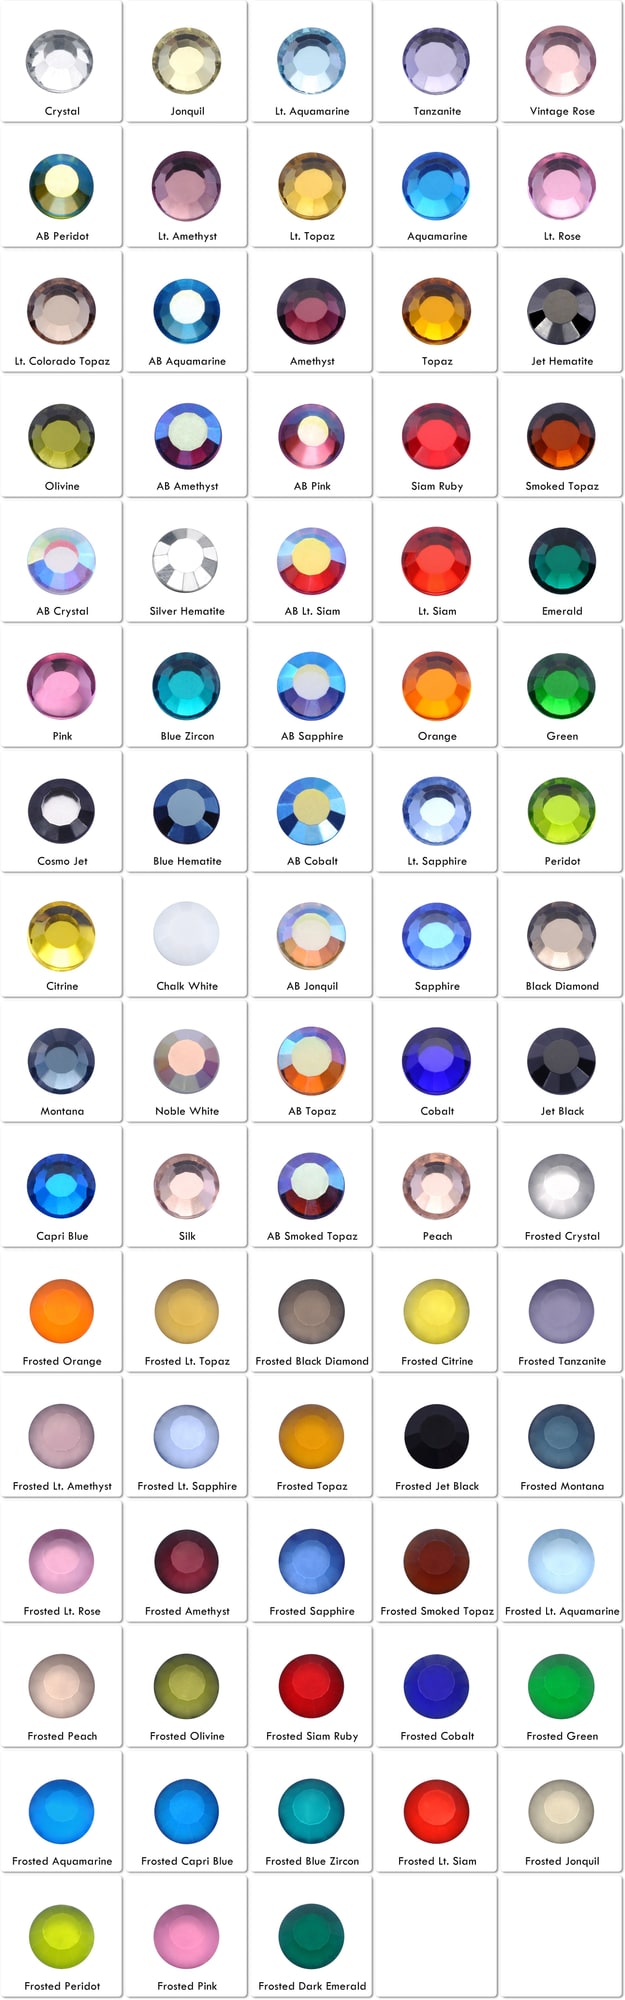 Crystal
Jonquil
Lt. Aquamarine
Tanzanite
Vintage Rose
AB Peridot
Lt. Amethyst
Lt. Topaz
Aquamarine
Lt. Rose
Lt. Colorado Topaz
AB Aquamarine
Amethyst
Topaz
Jet Hematite
Olivine
AB Amethyst
AB Pink
Siam Ruby
Smoked Topaz
AB Crystal
Silver Hematite
AB Lt. Siam
Lt. Siam
Emerald
Pink
Blue Zircon
AB Sapphire
Orange
Green
Cosmo Jet
Blue Hematite
AB Cobalt
Lt. Sapphire
Peridot
Citrine
Chalk White
AB Jonquil
Sapphire
Black Diamond
Montana
Noble White
AB Topaz
Cobalt
Jet Black
Capri Blue
Silk
AB Smoked Topaz
Peach
Frosted Crystal
Frosted Orange
Frosted Lt. Topaz
Frosted Black Diamond
Frosted Citrine
Frosted Tanzanite
Frosted Lt. Amethyst
Frosted Lt. Sapphire
Frosted Topaz
Frosted Jet Black
Frosted Montana
Frosted Lt. Rose
Frosted Amethyst
Frosted Sapphire
Frosted Smoked Topaz
Frosted Lt. Aquamarine
Frosted Peach
Frosted Olivine
Frosted Siam Ruby
Frosted Cobalt
Frosted Green
Frosted Aquamarine
Frosted Capri Blue
Frosted Blue Zircon
Frosted Lt. Siam
Frosted Jonquil
Frosted Peridot
Frosted Pink
Frosted Dark Emerald